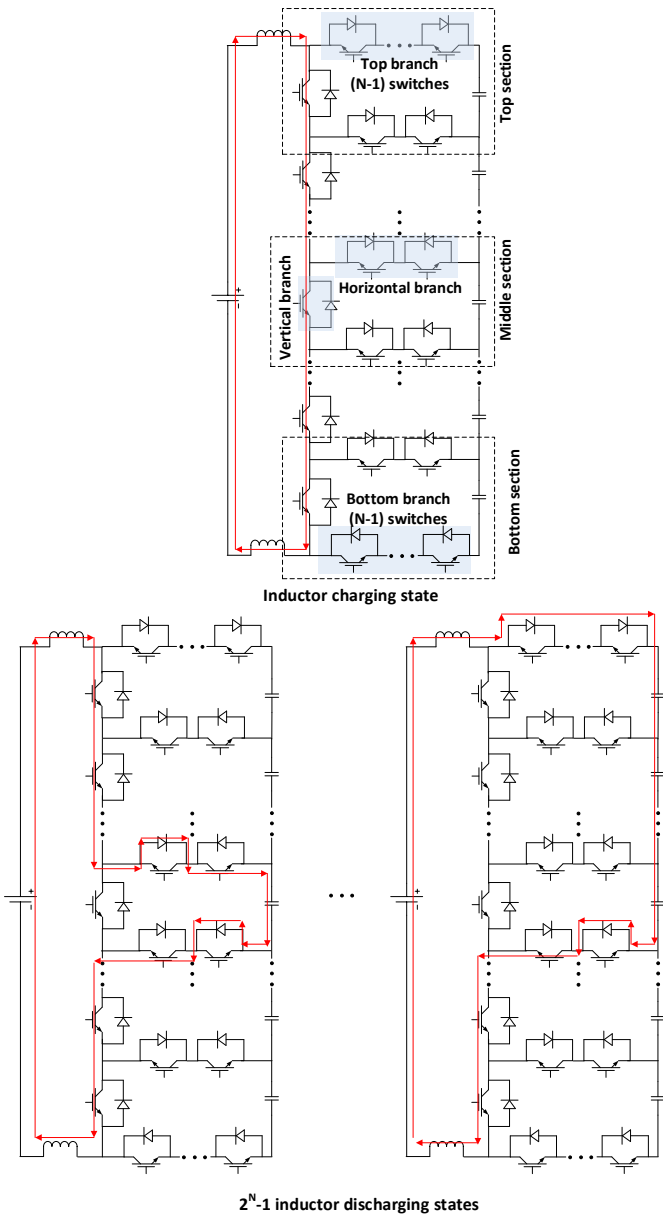 Top branch
(N-1) switches
Top section
+
-
Vertical branch
Horizontal branch
Middle section
Bottom branch
(N-1) switches
Bottom section
Inductor charging state
+
-
+
-
2^N-1 inductor discharging states